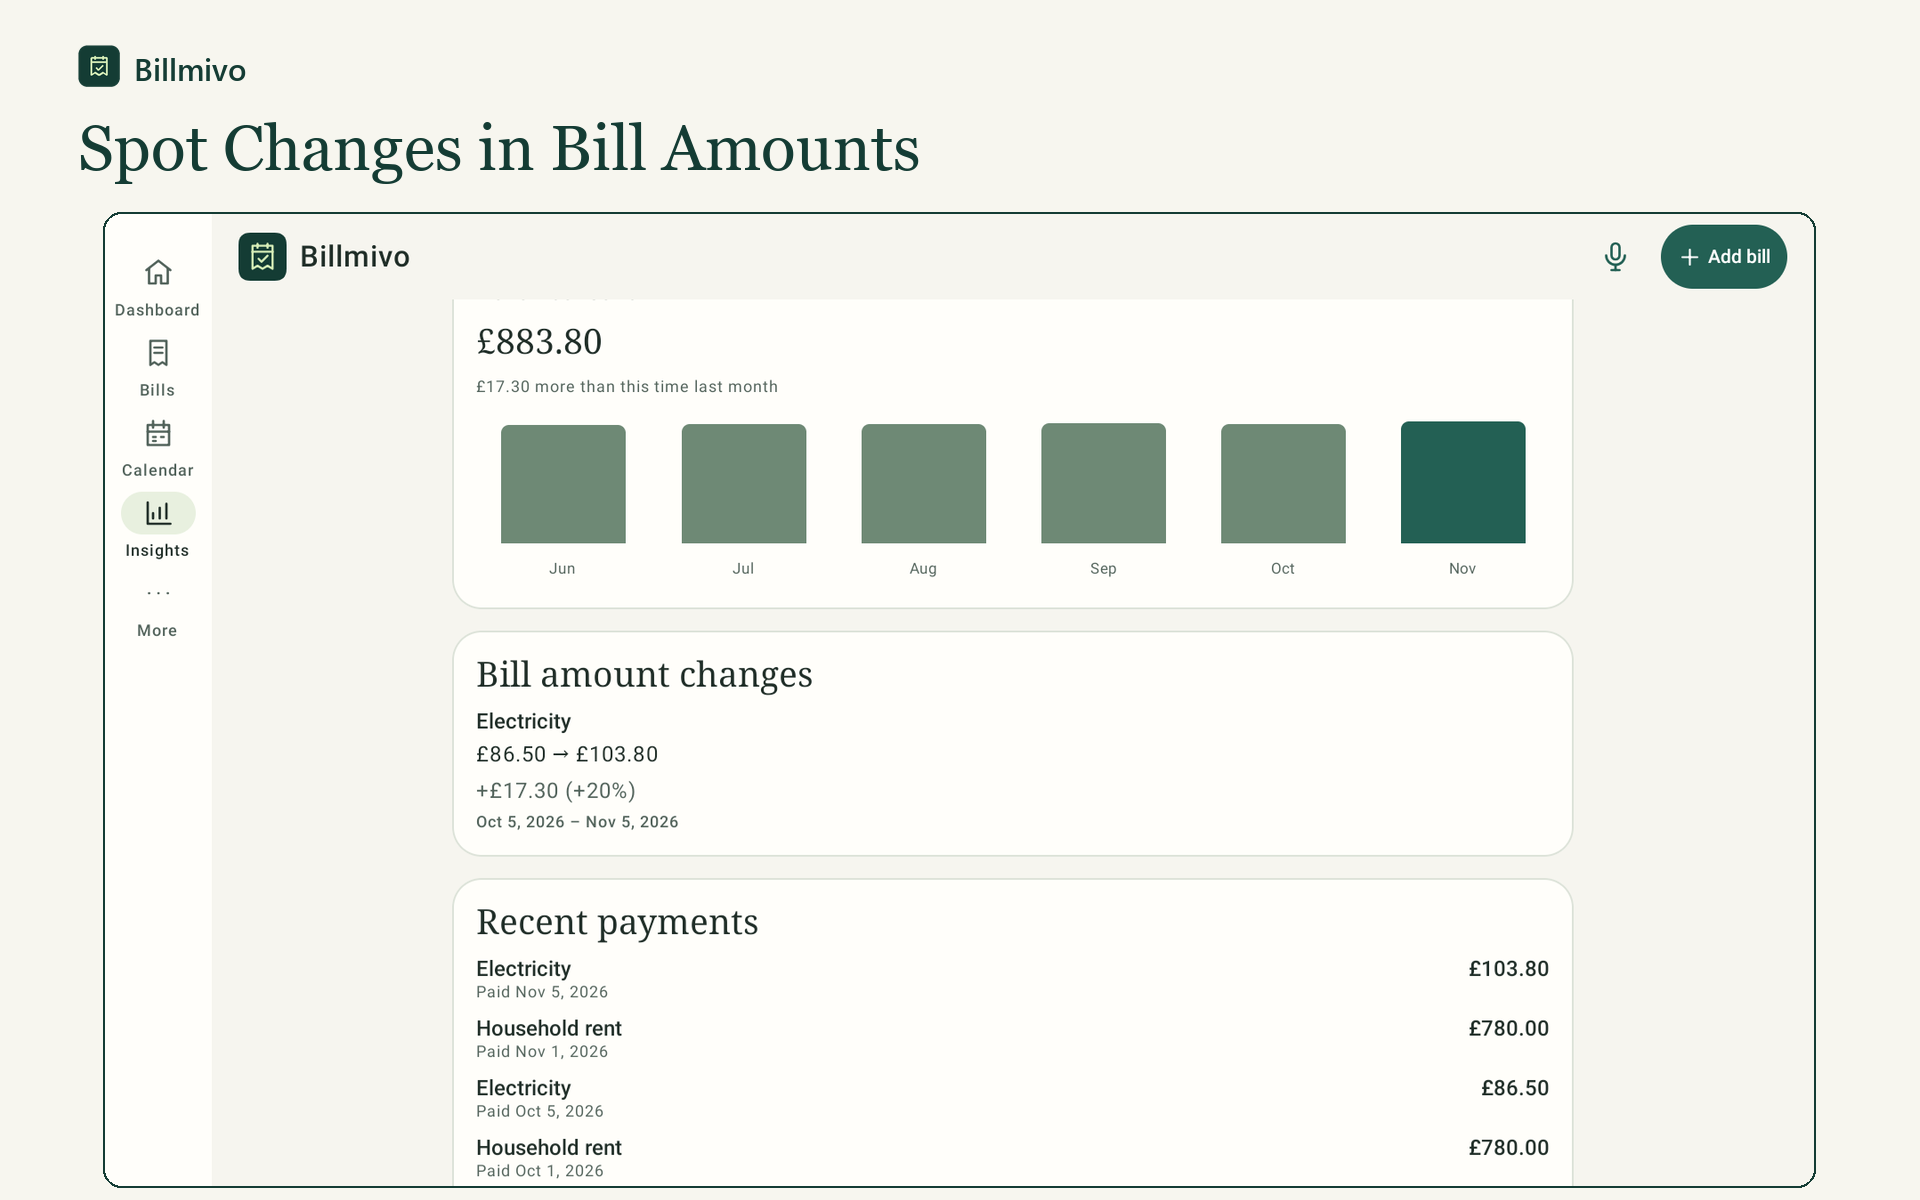 Billmivo
Spot Changes in Bill Amounts
Billmivo
Add bill
Dashboard
Bills
Calendar
Insights
More
£883.80
£17.30 more than this time last month
Jun
Jul
Aug
Sep
Oct
Nov
Bill amount changes
Electricity
£86.50 → £103.80
+£17.30 (+20%)
Oct 5, 2026 – Nov 5, 2026
Recent payments
Electricity
£103.80
Paid Nov 5, 2026
Household rent
£780.00
Paid Nov 1, 2026
Electricity
£86.50
Paid Oct 5, 2026
Household rent
£780.00
Paid Oct 1, 2026